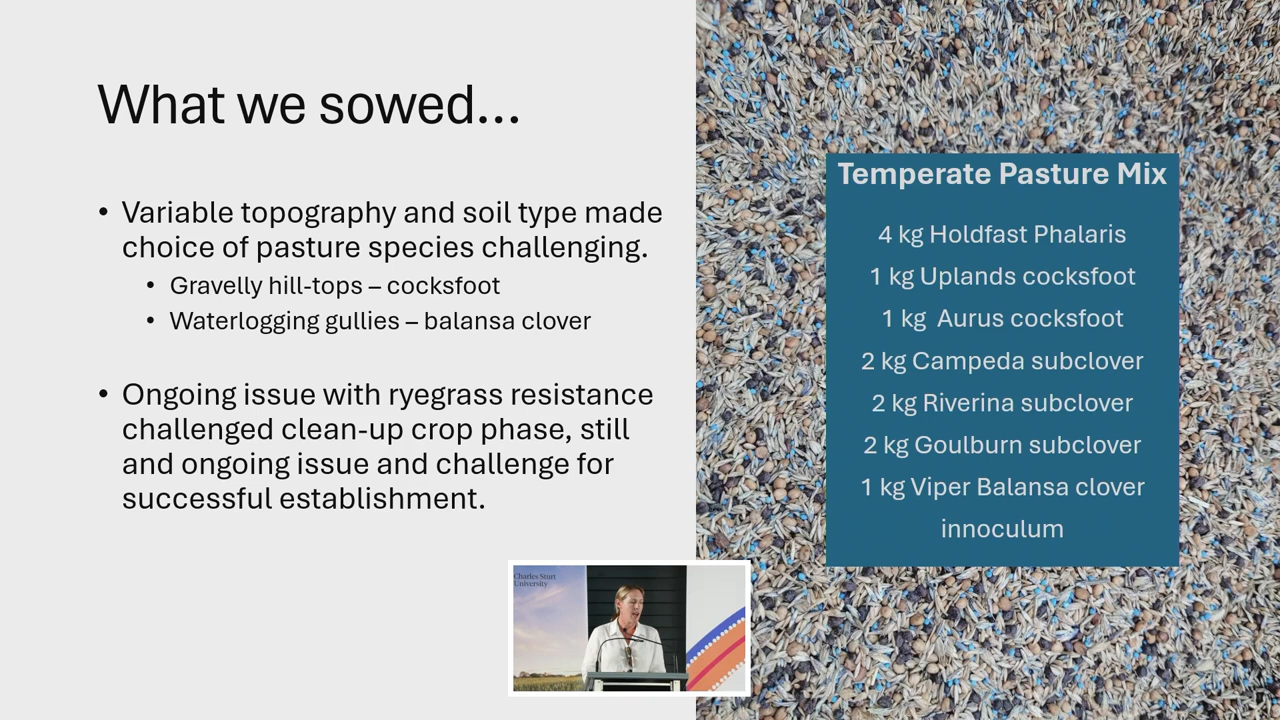 What we sowed...
• Variable topography and soil type made
choice of pasture species challenging.
• Gravelly hill-tops – cocksfoot
• Waterlogging gullies – balansa clover
• Ongoing issue with ryegrass resistance
challenged clean-up crop phase, still
and ongoing issue and challenge for
successful establishment.
Temperate Pasture Mix
4 kg Holdfast Phalaris
1 kg Uplands cocksfoot
1 kg  Aurus cocksfoot
2 kg Campeda subclover
2 kg Riverina subclover
2 kg Goulburn subclover
1 kg Viper Balansa clover
innoculum
Charles Sturt
University